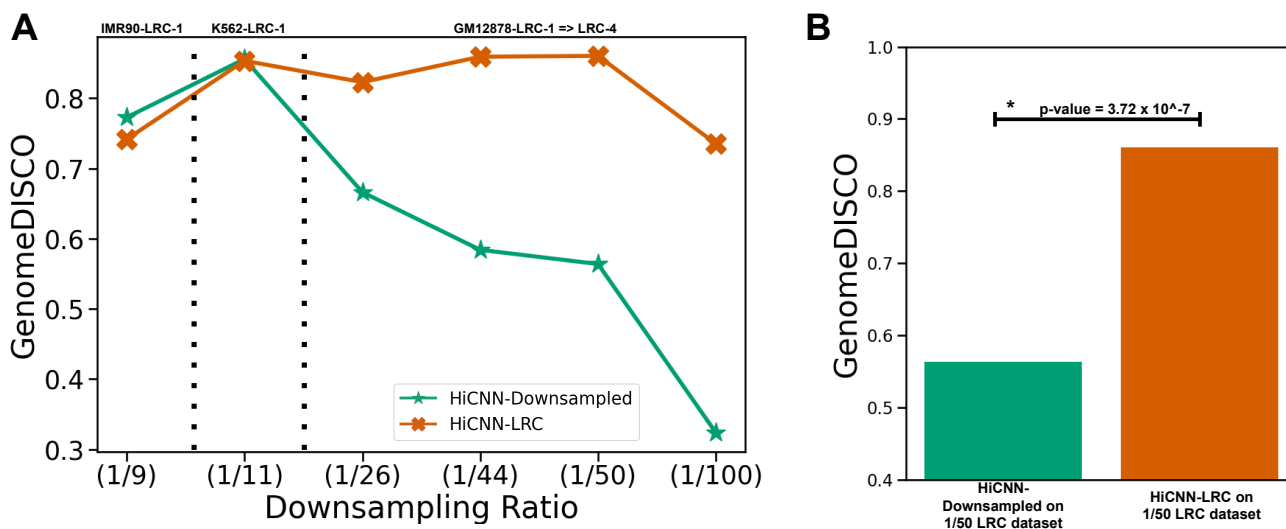 A
IMR90-LRC-1
K562-LRC-1
GM12878-LRC-1 => LRC-4
GenomeDISCO
0.8
0.7
0.6
0.5
0.4
0.3
HiCNN-Downsampled
HiCNN-LRC
(1/9)
(1/11)
(1/26)
(1/44)
(1/50)
(1/100)
Downsampling Ratio
B
GenomeDISCO
1.0
0.9
0.8
0.7
0.6
0.5
0.4
* p-value = 3.72 x 10^-7
HiCNN-
Downsampled on
1/50 LRC dataset
HiCNN-LRC on
1/50 LRC dataset